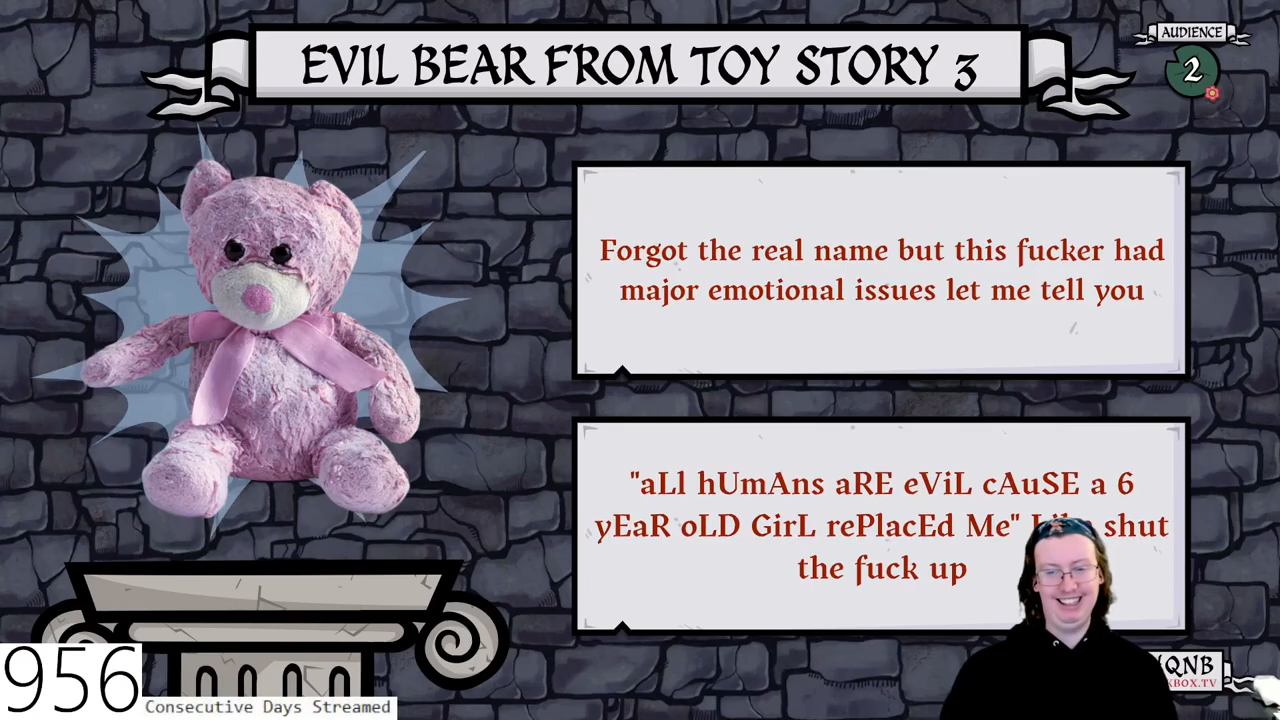 EVIL BEAR FROM TOY STORY 3
AUDIENCE
2
Forgot the real name but this fucker had
major emotional issues let me tell you
"aLl hUmAns aRE eViL cAuSE a 6
yEaR oLD GirL rePlacEd Me" shut
the fuck up
QNB
BOX.TV
956
Consecutive Days Streamed